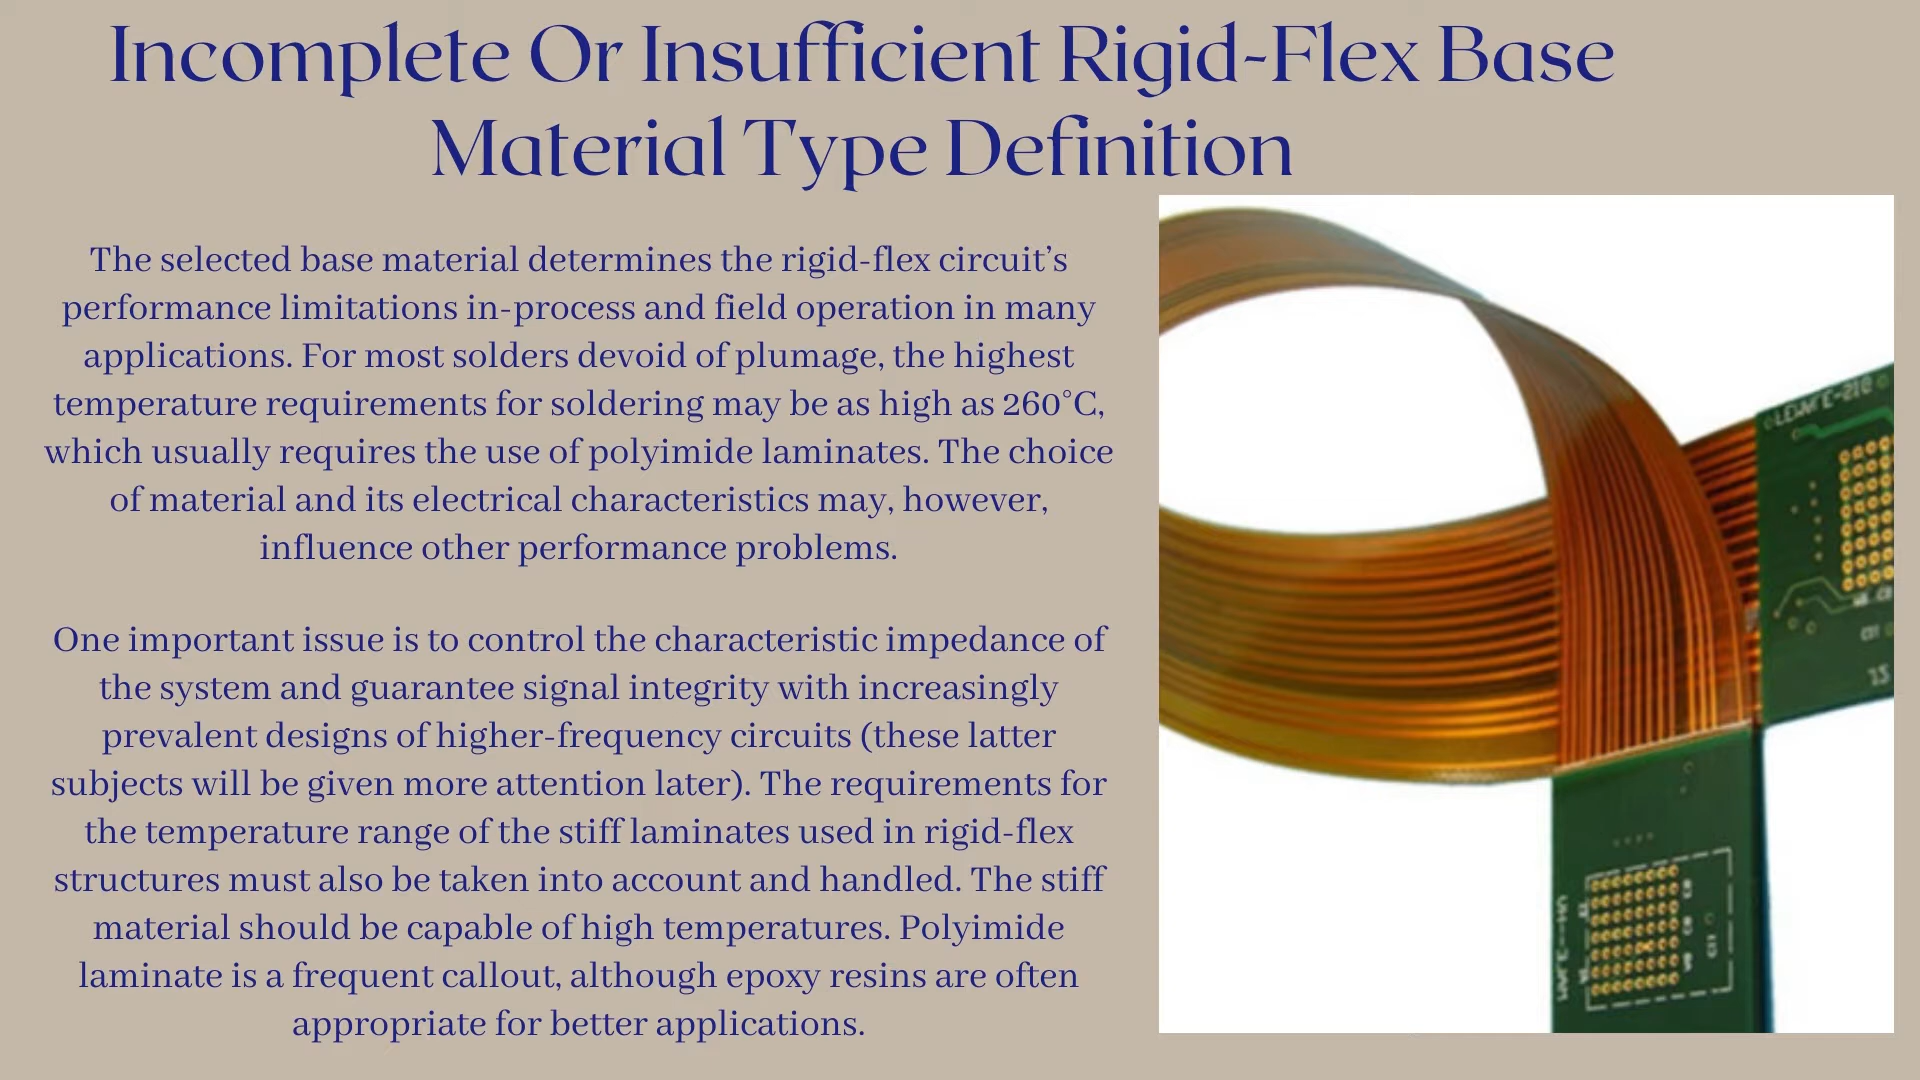 Incomplete Or Insufficient Rigid-Flex Base
Material Type Definition
The selected base material determines the rigid-flex circuit’s
performance limitations in-process and field operation in many
applications. For most solders devoid of plumage, the highest
temperature requirements for soldering may be as high as 260°C,
which usually requires the use of polyimide laminates. The choice
of material and its electrical characteristics may, however,
influence other performance problems.
One important issue is to control the characteristic impedance of
the system and guarantee signal integrity with increasingly
prevalent designs of higher-frequency circuits (these latter
subjects will be given more attention later). The requirements for
the temperature range of the stiff laminates used in rigid-flex
structures must also be taken into account and handled. The stiff
material should be capable of high temperatures. Polyimide
laminate is a frequent callout, although epoxy resins are often
appropriate for better applications.